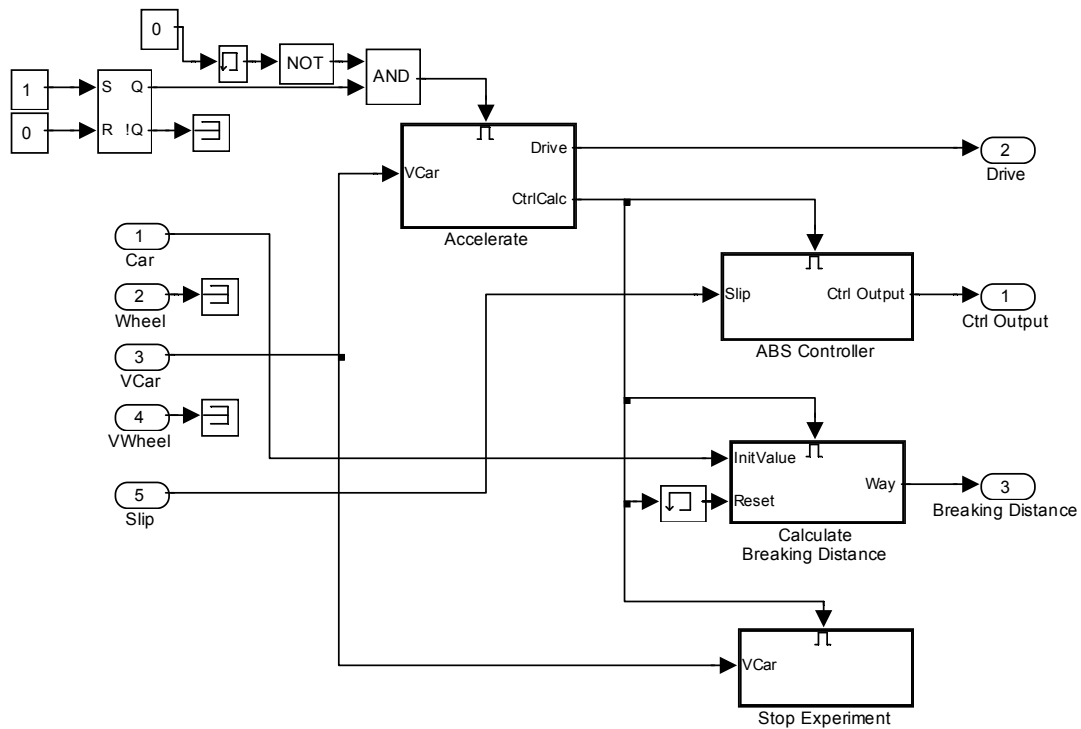 0
NOT
AND
1
S
Q
0
R
!Q
VCar
Drive
CtrlCalc
Accelerate
2
Drive
1
Car
2
Wheel
3
VCar
4
VWheel
5
Slip
Slip
Ctrl Output
ABS Controller
1
Ctrl Output
InitValue
Reset
Way
Calculate
Breaking Distance
3
Breaking Distance
VCar
Stop Experiment